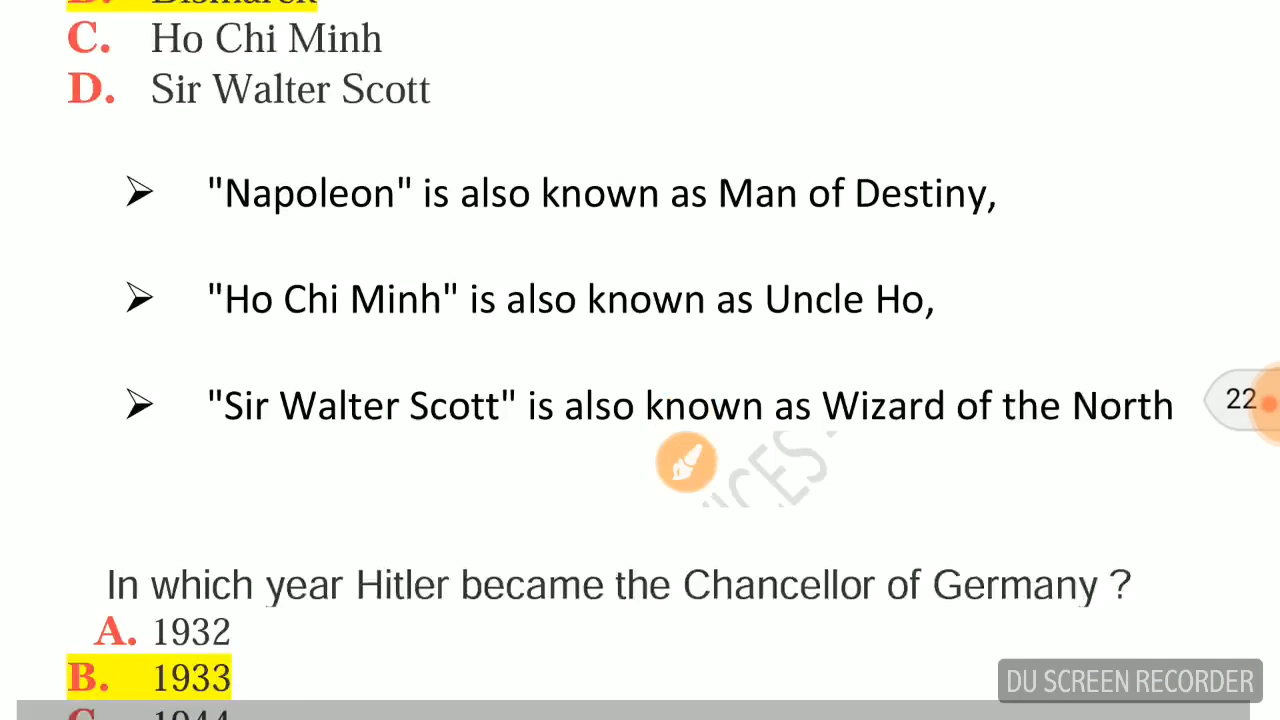 B. Bismarck
C. Ho Chi Minh
D. Sir Walter Scott
➢ "Napoleon" is also known as Man of Destiny,
➢ "Ho Chi Minh" is also known as Uncle Ho,
➢ "Sir Walter Scott" is also known as Wizard of the North
22
In which year Hitler became the Chancellor of Germany ?
A. 1932
B. 1933
C. 1944
DU SCREEN RECORDER